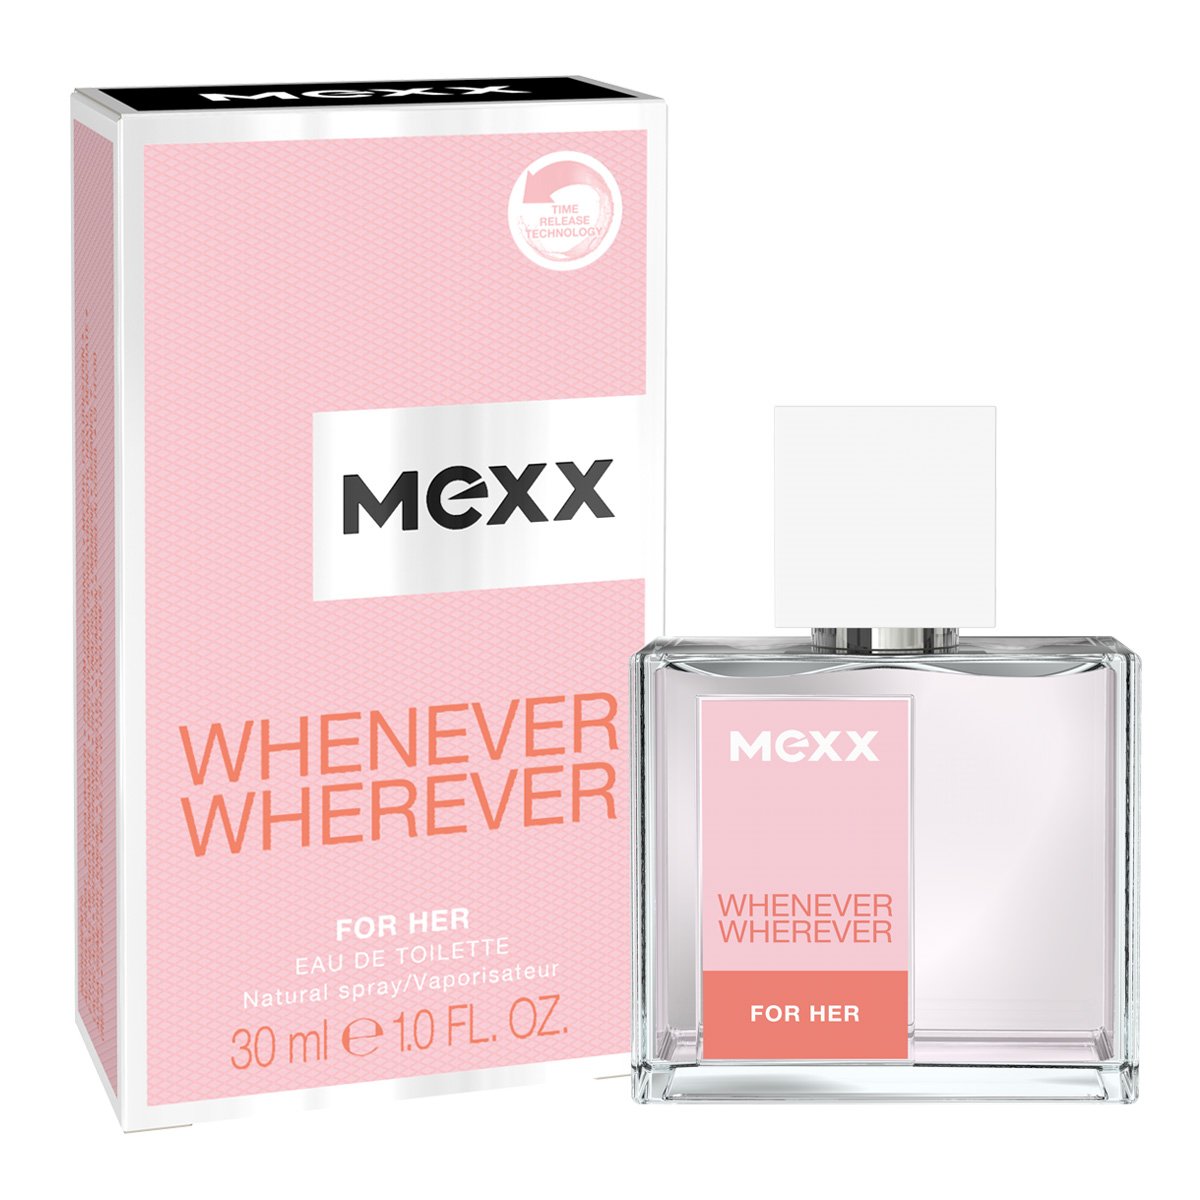 MEXX
TIME
RELEASE
TECHNOLOGY
MEXX
WHENEVER
WHEREVER
FOR HER
EAU DE TOILETTE
Natural spray/Vaporisateur
30 ml ℮ 1.0 FL. OZ.
MEXX
WHENEVER
WHEREVER
FOR HER